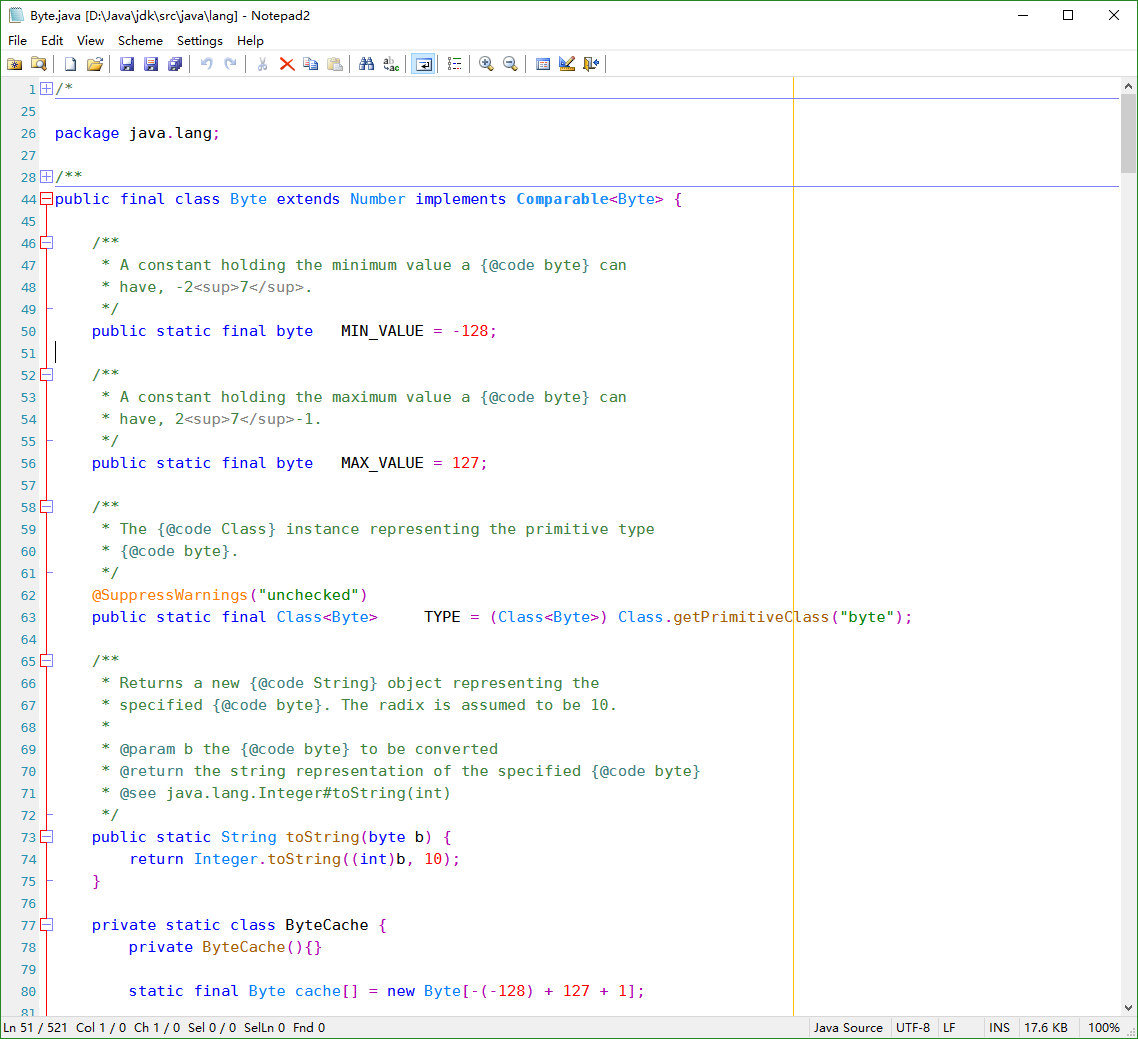 Byte.java [D:\Java\jdk\src\java\lang] - Notepad2
File Edit View Scheme Settings Help
1 /*
25
26 package java.lang;
27
28 /**
44 public final class Byte extends Number implements Comparable<Byte> {
45
46     /**
47      * A constant holding the minimum value a {@code byte} can
48      * have, -2<sup>7</sup>.
49      */
50     public static final byte   MIN_VALUE = -128;
51
52     /**
53      * A constant holding the maximum value a {@code byte} can
54      * have, 2<sup>7</sup>-1.
55      */
56     public static final byte   MAX_VALUE = 127;
57
58     /**
59      * The {@code Class} instance representing the primitive type
60      * {@code byte}.
61      */
62     @SuppressWarnings("unchecked")
63     public static final Class<Byte>     TYPE = (Class<Byte>) Class.getPrimitiveClass("byte");
64
65     /**
66      * Returns a new {@code String} object representing the
67      * specified {@code byte}. The radix is assumed to be 10.
68      *
69      * @param b the {@code byte} to be converted
70      * @return the string representation of the specified {@code byte}
71      * @see java.lang.Integer#toString(int)
72      */
73     public static String toString(byte b) {
74         return Integer.toString((int)b, 10);
75     }
76
77     private static class ByteCache {
78         private ByteCache(){}
79
80         static final Byte cache[] = new Byte[-(-128) + 127 + 1];
81
Ln 51 / 521 Col 1 / 0 Ch 1 / 0 Sel 0 / 0 SelLn 0 Fnd 0 Java Source UTF-8 LF INS 17.6 KB 100%